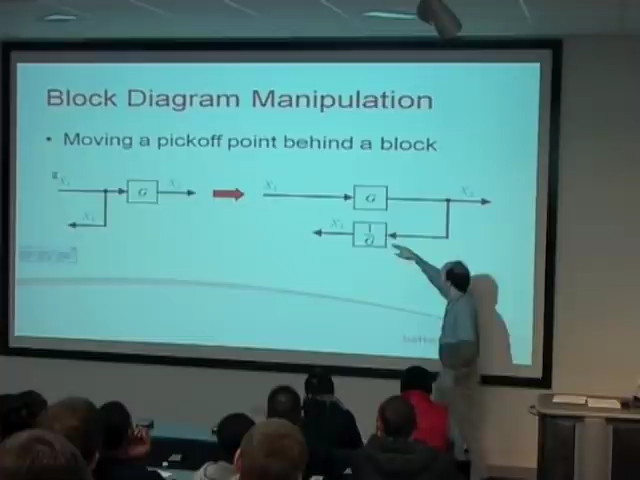 Block Diagram Manipulation
• Moving a pickoff point behind a block
X₁ G X₂ X₁ G X₂
X₁ X₁ 1/G